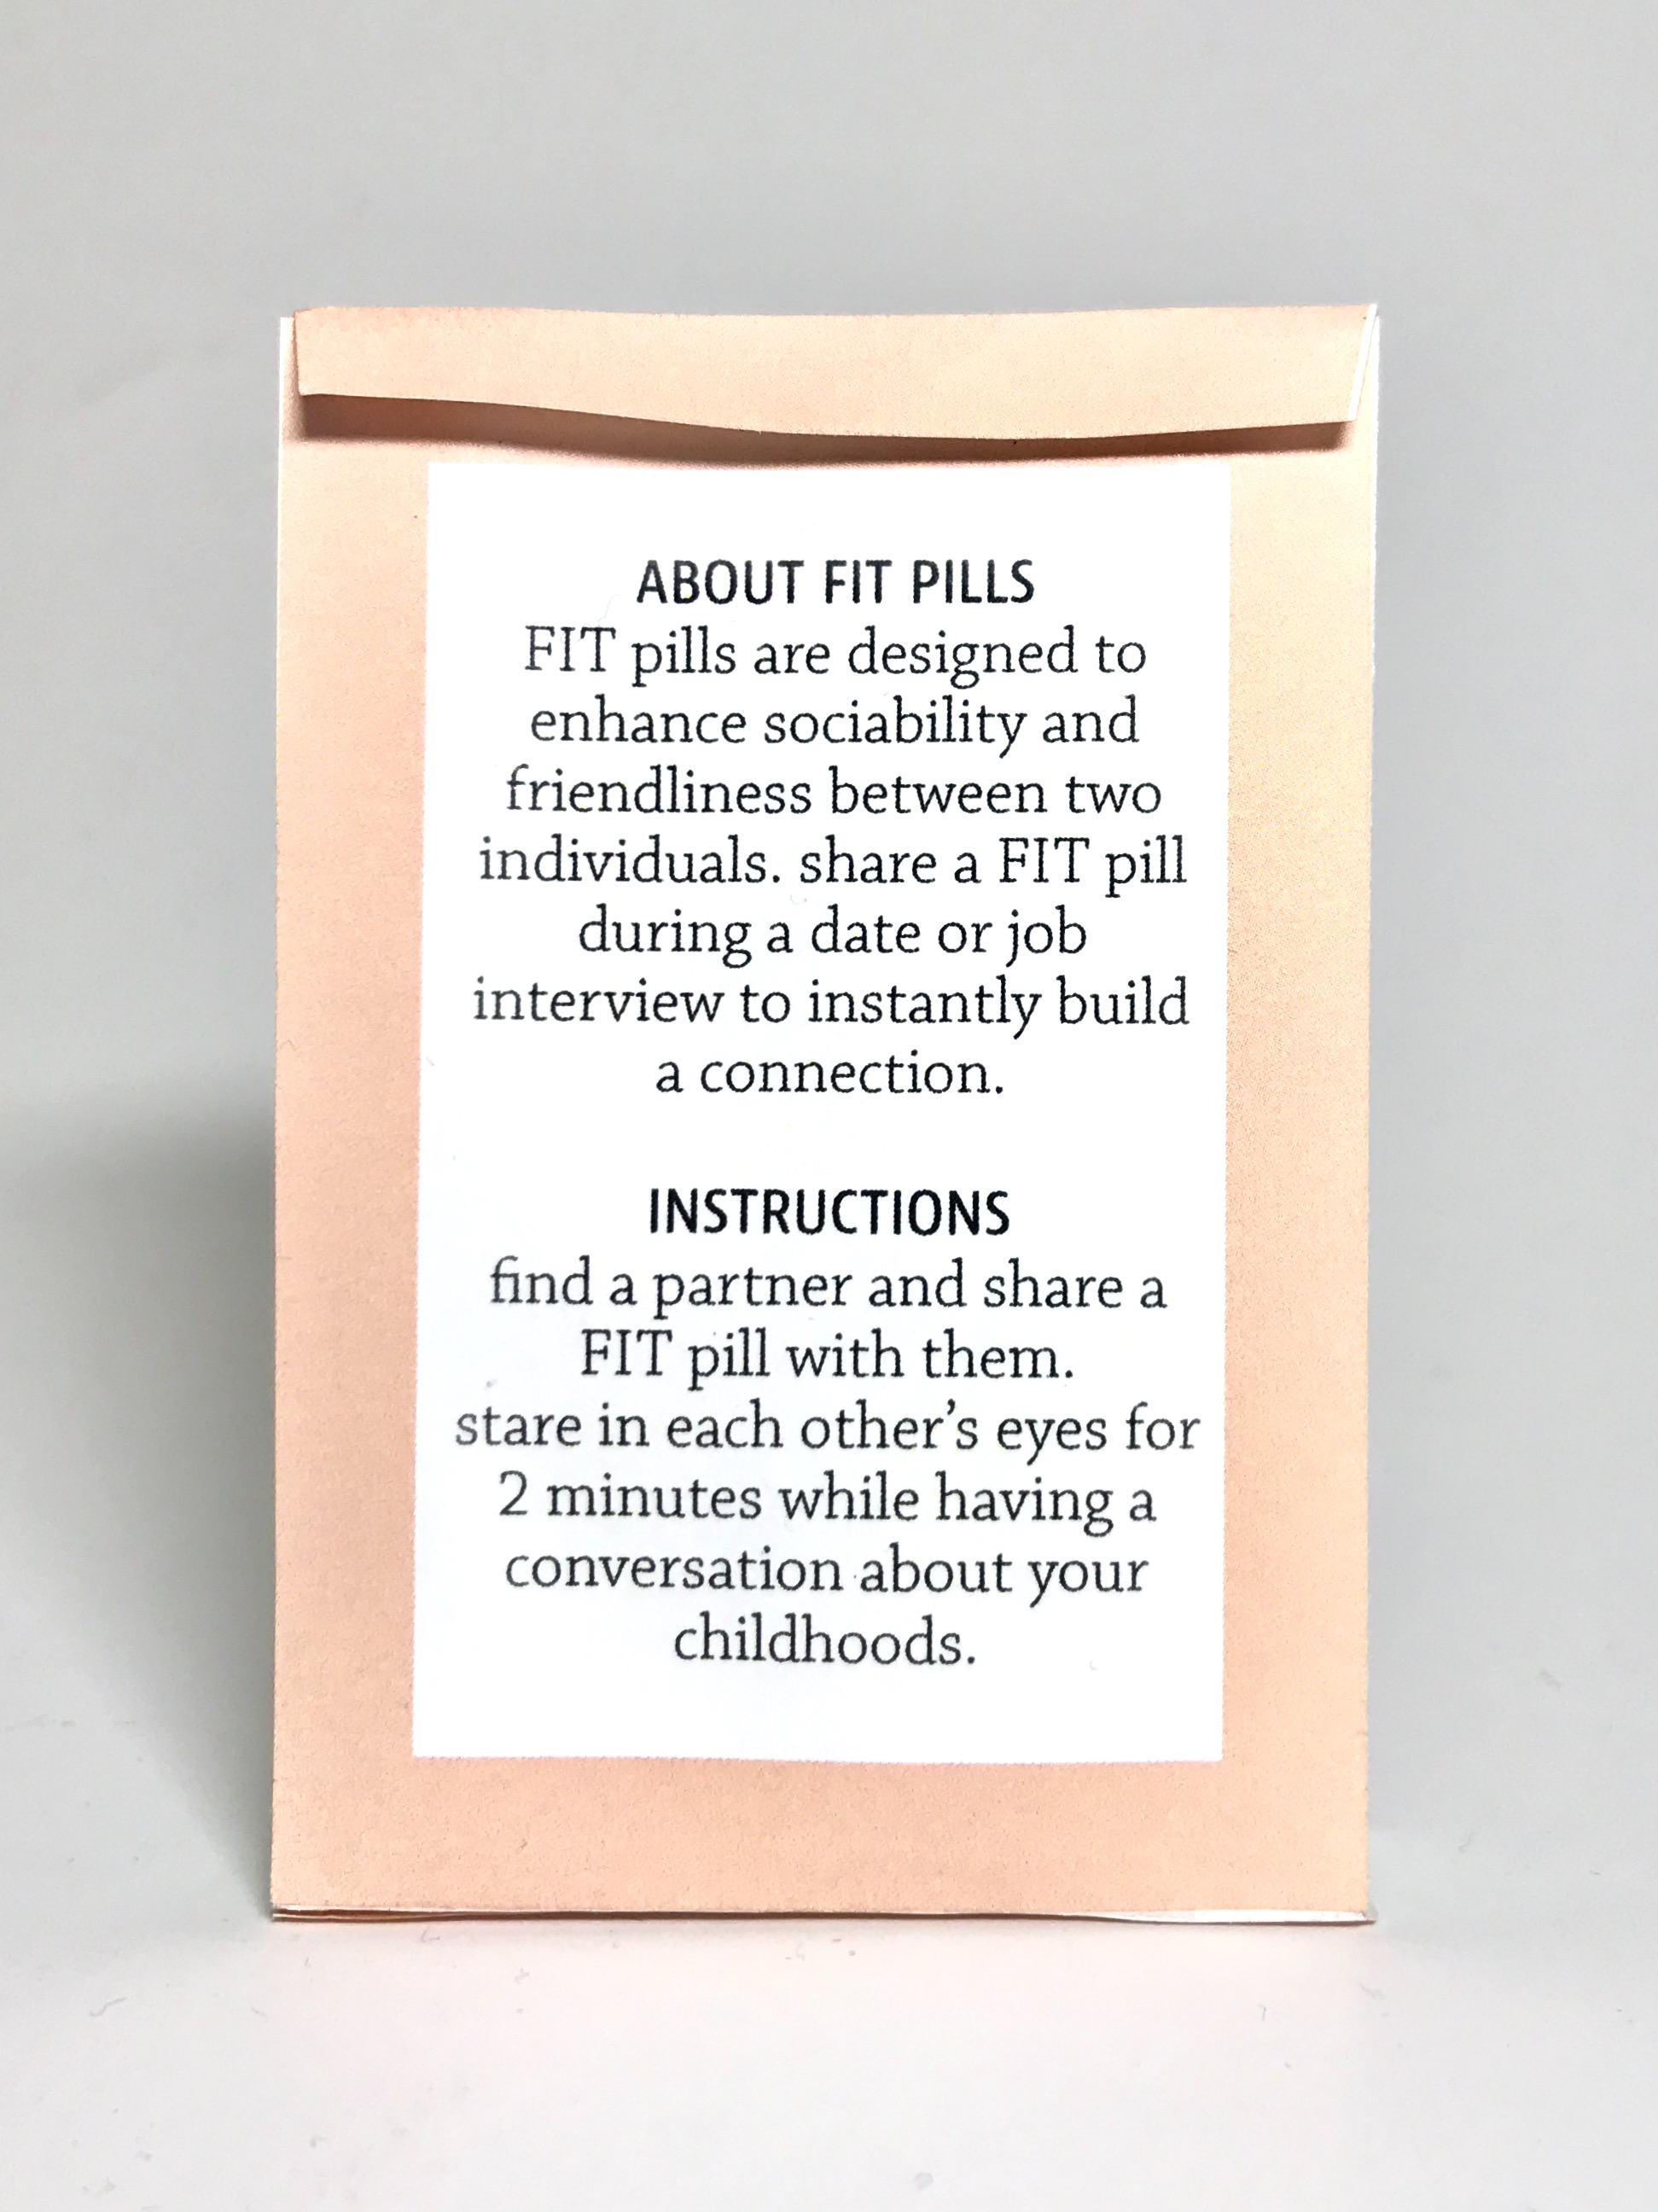 ABOUT FIT PILLS
FIT pills are designed to
enhance sociability and
friendliness between two
individuals. share a FIT pill
during a date or job
interview to instantly build
a connection.
INSTRUCTIONS
find a partner and share a
FIT pill with them.
stare in each other’s eyes for
2 minutes while having a
conversation about your
childhoods.